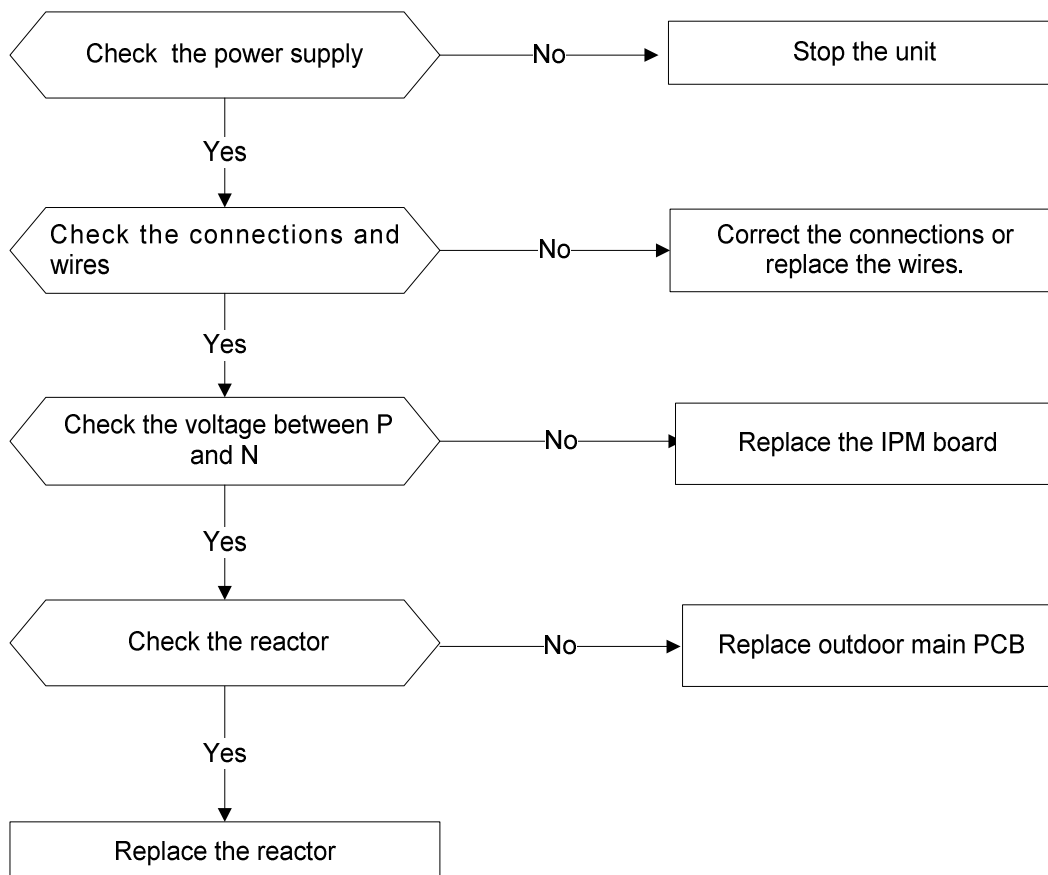 Check the power supply
No
Stop the unit
Yes
Check the connections and
wires
No
Correct the connections or
replace the wires.
Yes
Check the voltage between P
and N
No
Replace the IPM board
Yes
Check the reactor
No
Replace outdoor main PCB
Yes
Replace the reactor